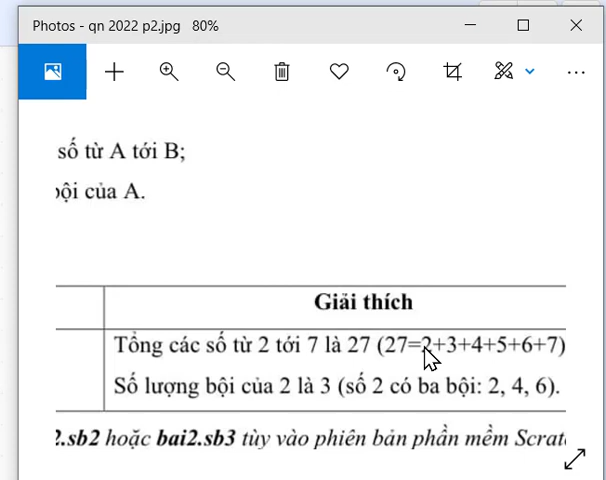 Photos - qn 2022 p2.jpg 80%
số từ A tới B;
bội của A.
Giải thích
Tổng các số từ 2 tới 7 là 27 (27=2+3+4+5+6+7)
Số lượng bội của 2 là 3 (số 2 có ba bội: 2, 4, 6).
2.sb2 hoặc bai2.sb3 tùy vào phiên bản phần mềm